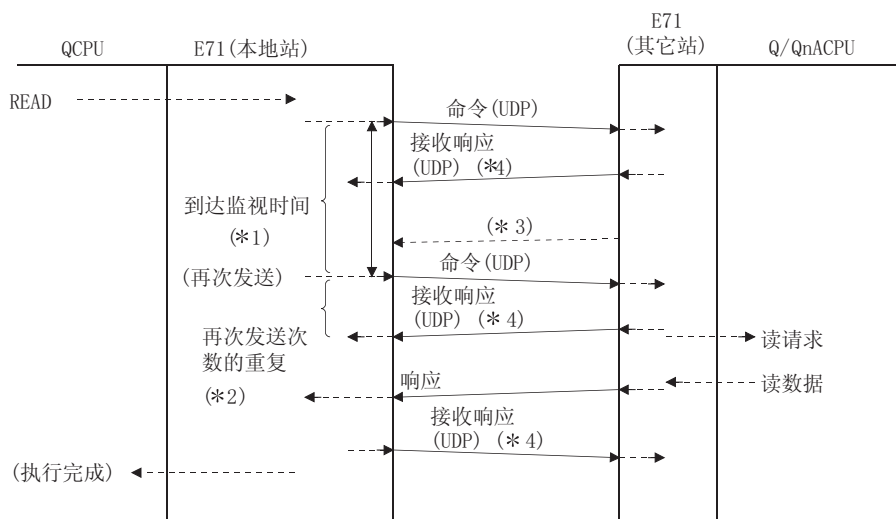 QCPU
E71(本地站)
E71
(其它站)
Q/QnACPU
READ
命令(UDP)
接收响应
(UDP) (*4)
到达监视时间
(*1)
(*3)
命令(UDP)
(再次发送)
接收响应
(UDP) (*4)
再次发送次
数的重复
(*2)
读请求
响应
读数据
接收响应
(UDP) (*4)
(执行完成)